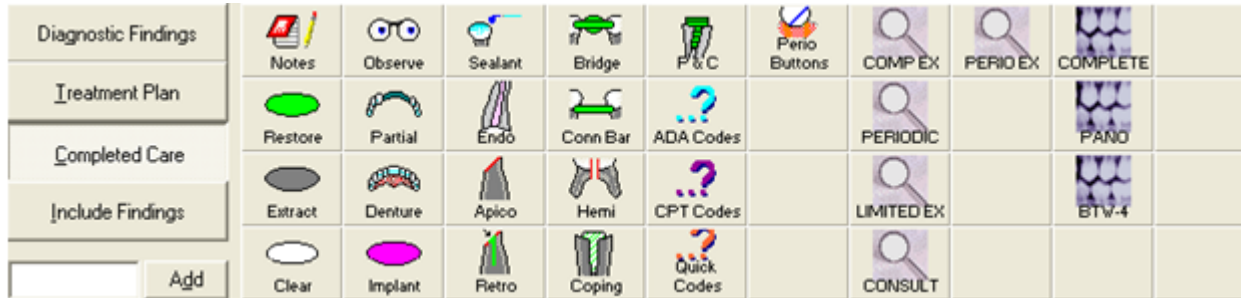 Diagnostic Findings
Treatment Plan
Completed Care
Include Findings
Add
Notes
Observe
Sealant
Bridge
P & C
Perio
Buttons
COMP EX
PERIO EX
COMPLETE
Restore
Partial
Endo
Conn Bar
ADA Codes
PERIODIC
PANO
Extract
Denture
Apico
Hemi
CPT Codes
LIMITED EX
BTW-4
Clear
Implant
Retro
Coping
Quick
Codes
CONSULT